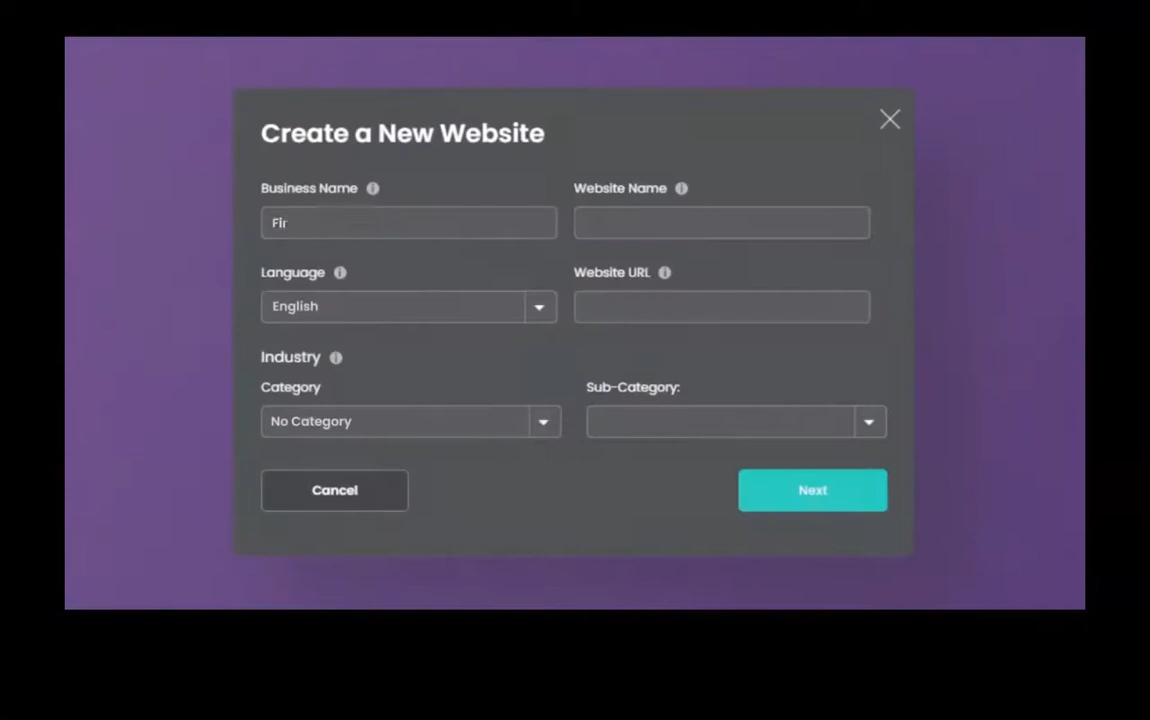 Create a New Website
Business Name
Website Name
Fir
Language
Website URL
English
Industry
Category
Sub-Category:
No Category
Cancel
Next